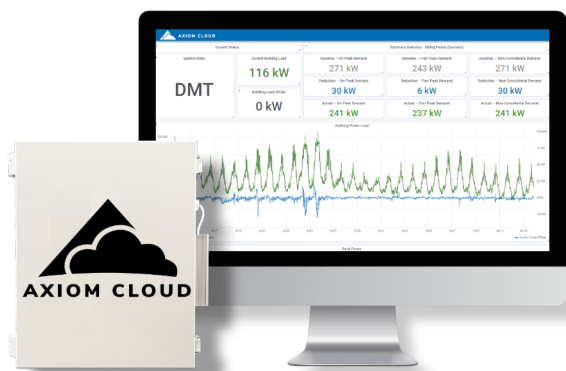 AXIOM CLOUD
Current Status
Summary Statistics - Billing Period (Demand)
System State
DMT
Current Building Load
116 kW
Building Load Offset
0 kW
Baseline - On-Peak Demand
271 kW
Baseline - Part-Peak Demand
243 kW
Baseline - Non-Coincidental Demand
271 kW
Reduction - On-Peak Demand
30 kW
Reduction - Part-Peak Demand
6 kW
Reduction - Non-Coincidental Demand
30 kW
Actual - On-Peak Demand
241 kW
Actual - Part-Peak Demand
237 kW
Actual - Non-Coincidental Demand
241 kW
Building Power Load
Axiom Cloud Offset
AXIOM CLOUD